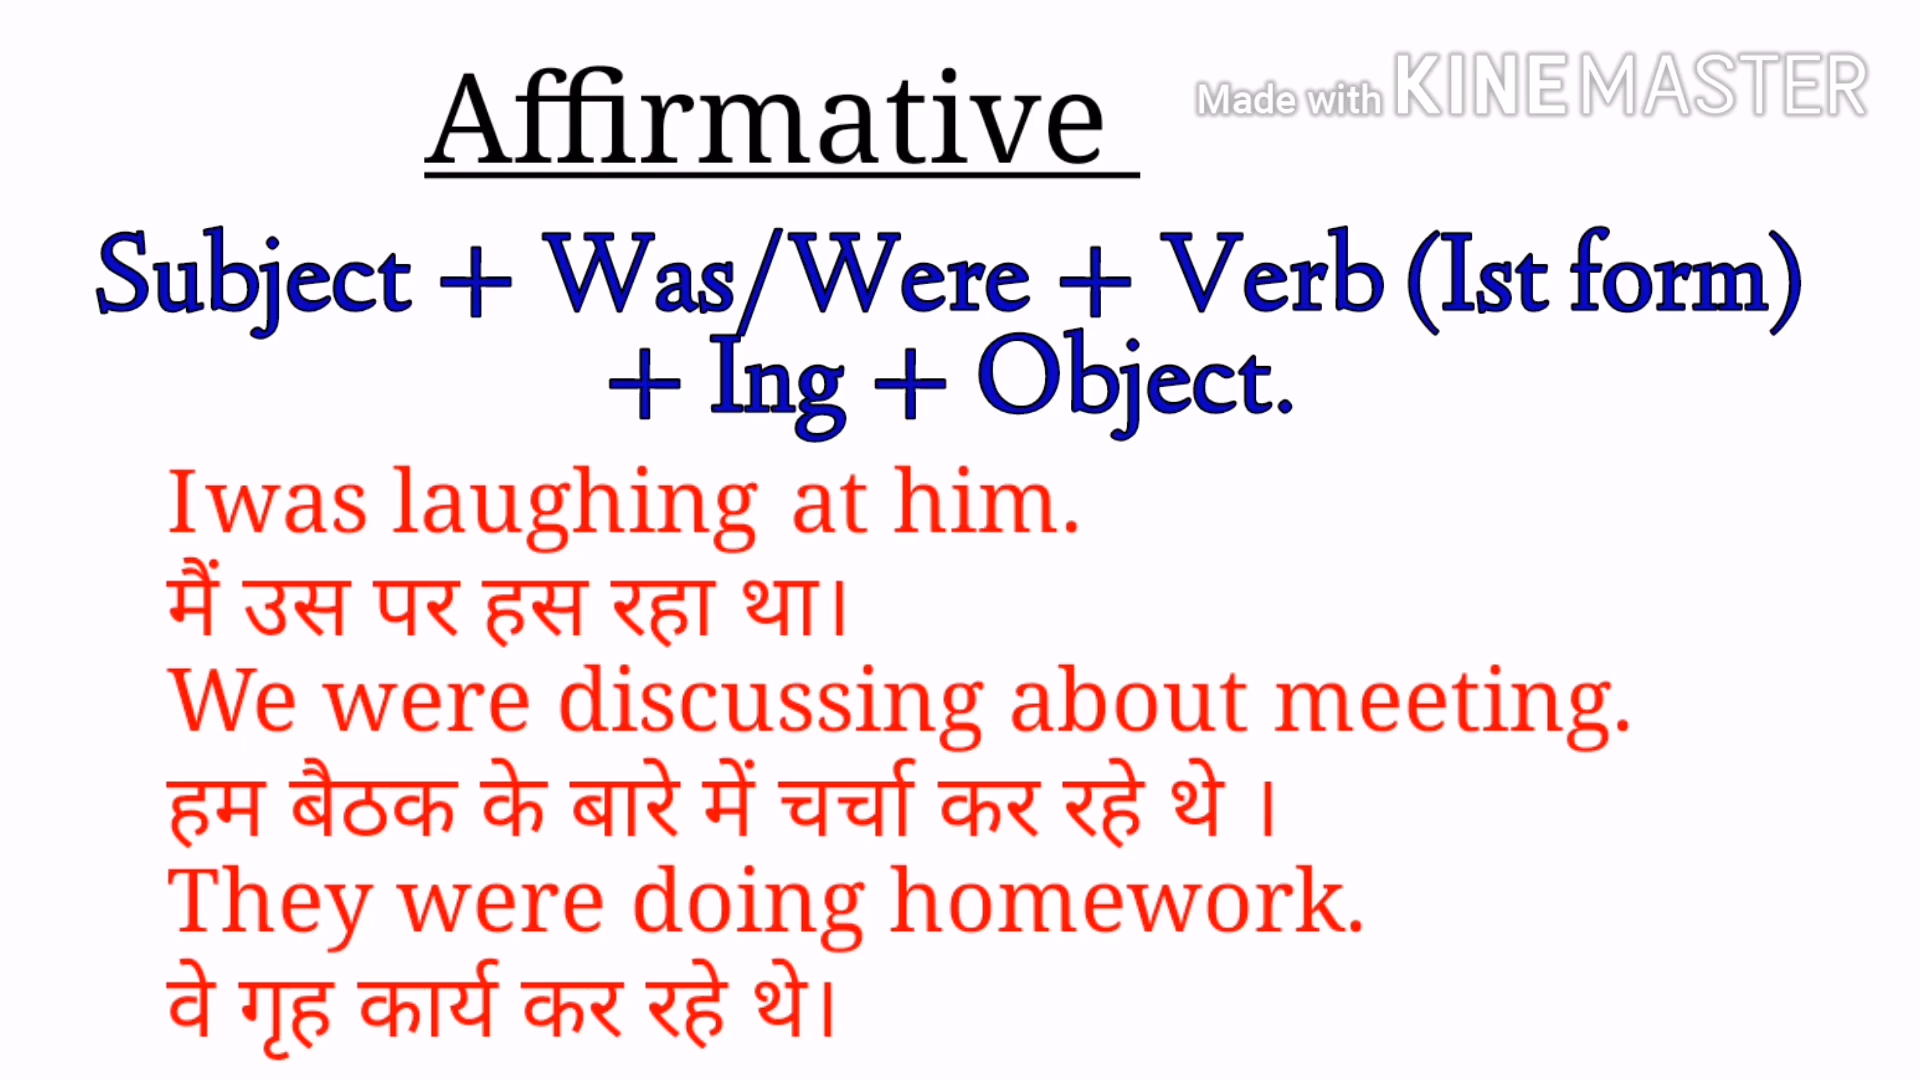 Affirmative
Made with KINEMASTER
Subject + Was/Were + Verb (Ist form)
+ Ing + Object.
I was laughing at him.
मैं उस पर हस रहा था।
We were discussing about meeting.
हम बैठक के बारे में चर्चा कर रहे थे ।
They were doing homework.
वे गृह कार्य कर रहे थे।